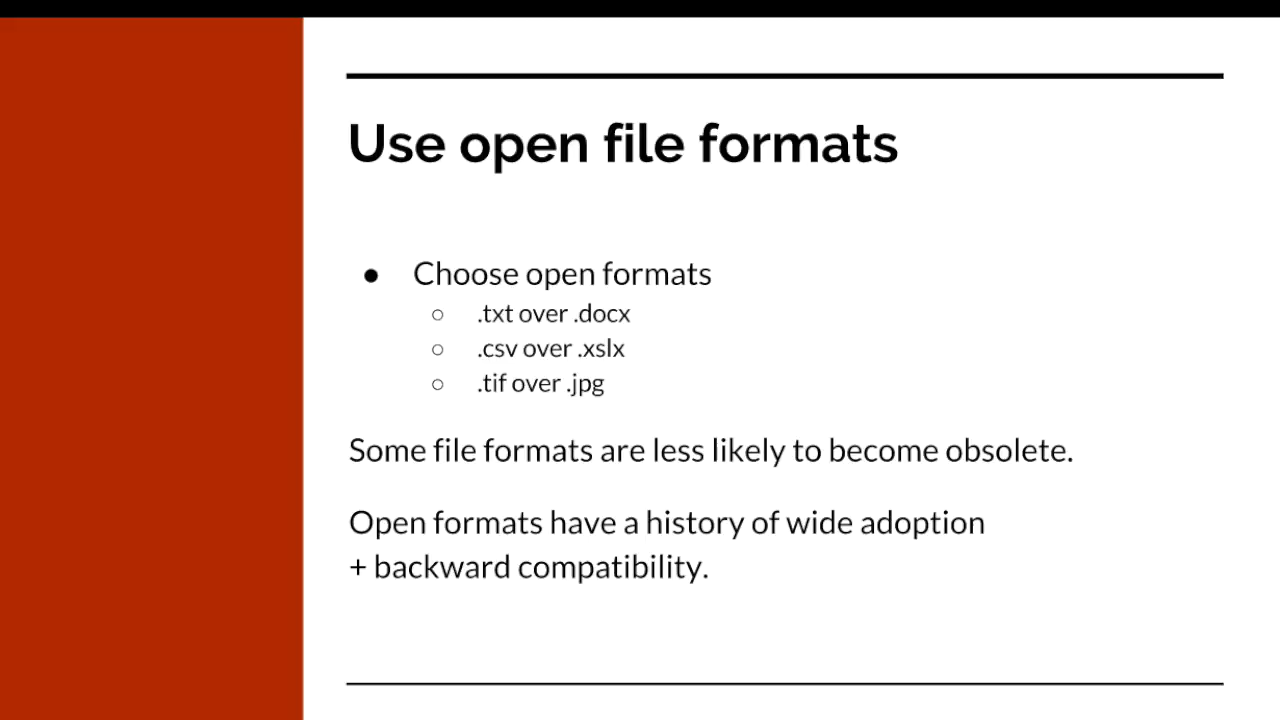 Use open file formats
● Choose open formats
○ .txt over .docx
○ .csv over .xslx
○ .tif over .jpg
Some file formats are less likely to become obsolete.
Open formats have a history of wide adoption
+ backward compatibility.